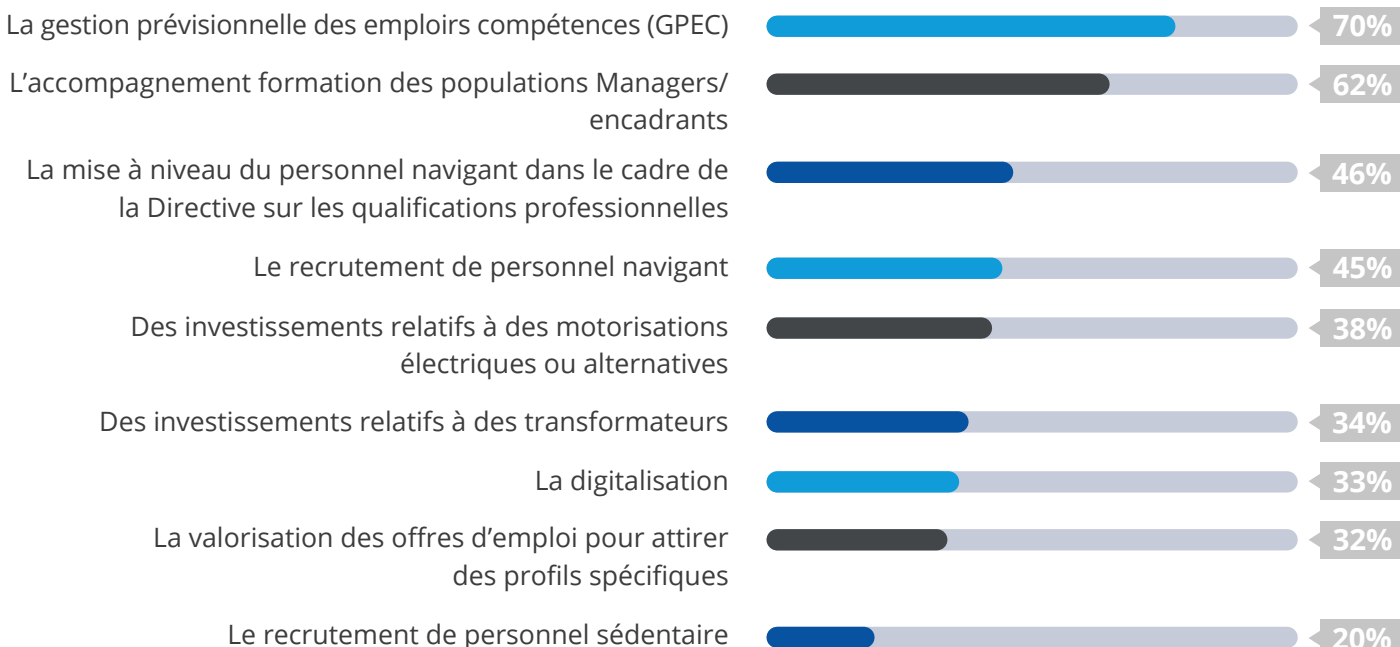 La gestion prévisionnelle des emploirs compétences (GPEC)
70%
L’accompagnement formation des populations Managers/
encadrants
62%
La mise à niveau du personnel navigant dans le cadre de
la Directive sur les qualifications professionnelles
46%
Le recrutement de personnel navigant
45%
Des investissements relatifs à des motorisations
électriques ou alternatives
38%
Des investissements relatifs à des transformateurs
34%
La digitalisation
33%
La valorisation des offres d’emploi pour attirer
des profils spécifiques
32%
Le recrutement de personnel sédentaire
20%